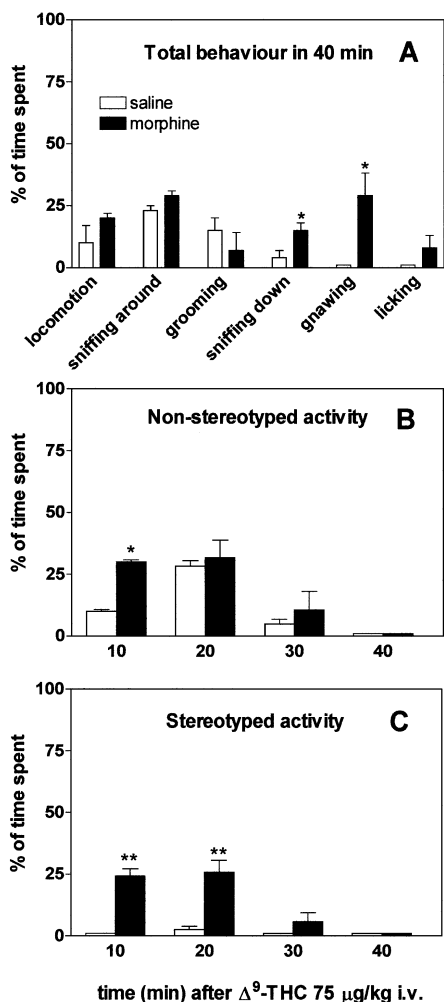 100
Total behaviour in 40 min
A
saline
morphine
75
50
25
0
% of time spent
*
*
locomotion
sniffing around
grooming
sniffing down
gnawing
licking
100
Non-stereotyped activity
B
75
50
25
0
% of time spent
*
10
20
30
40
100
Stereotyped activity
C
75
50
25
0
% of time spent
**
**
10
20
30
40
time (min) after Δ⁹-THC 75 μg/kg i.v.